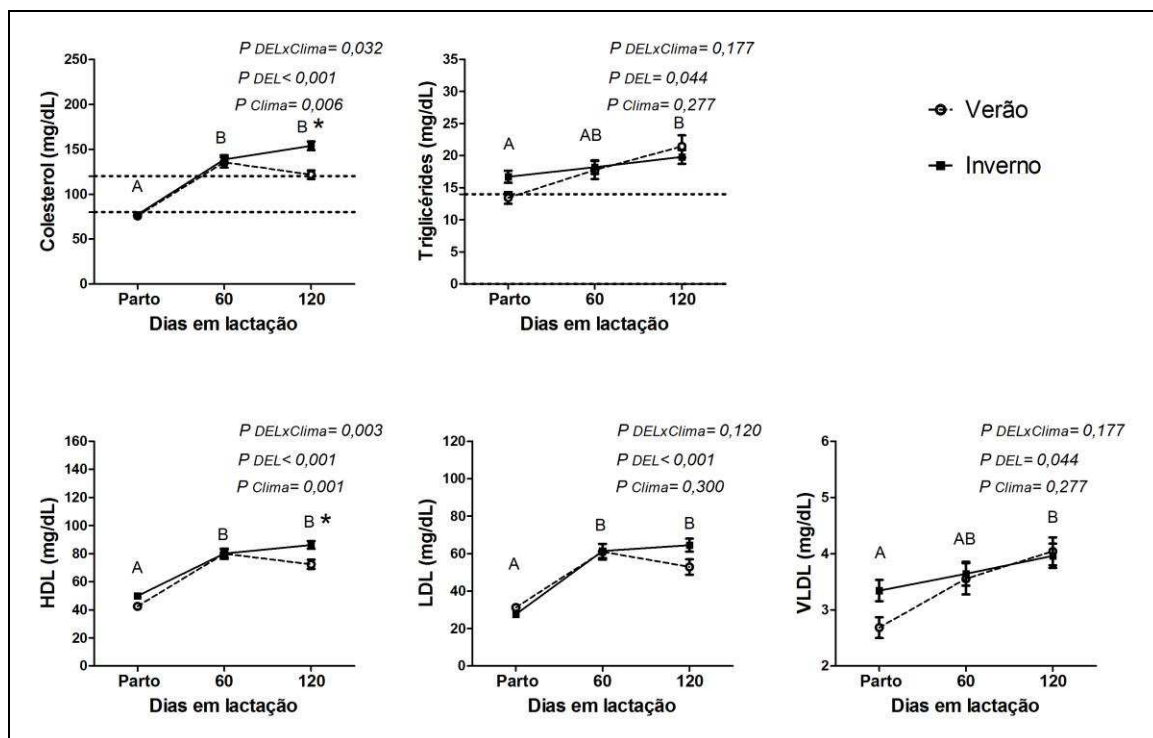 P DELxClima= 0,032
P DEL< 0,001
P Clima= 0,006
Colesterol (mg/dL)
250
200
150
100
50
0
A
B
B *
Parto 60 120
Dias em lactação
P DELxClima= 0,177
P DEL= 0,044
P Clima= 0,277
Triglicérides (mg/dL)
35
30
25
20
15
10
5
0
A
AB
B
Parto 60 120
Dias em lactação
Verão
Inverno
P DELxClima= 0,003
P DEL< 0,001
P Clima= 0,001
HDL (mg/dL)
160
140
120
100
80
60
40
20
0
A
B
B *
Parto 60 120
Dias em lactação
P DELxClima= 0,120
P DEL< 0,001
P Clima= 0,300
LDL (mg/dL)
120
100
80
60
40
20
0
A
B
B
Parto 60 120
Dias em lactação
P DELxClima= 0,177
P DEL= 0,044
P Clima= 0,277
VLDL (mg/dL)
6
5
4
3
2
A
AB
B
Parto 60 120
Dias em lactação